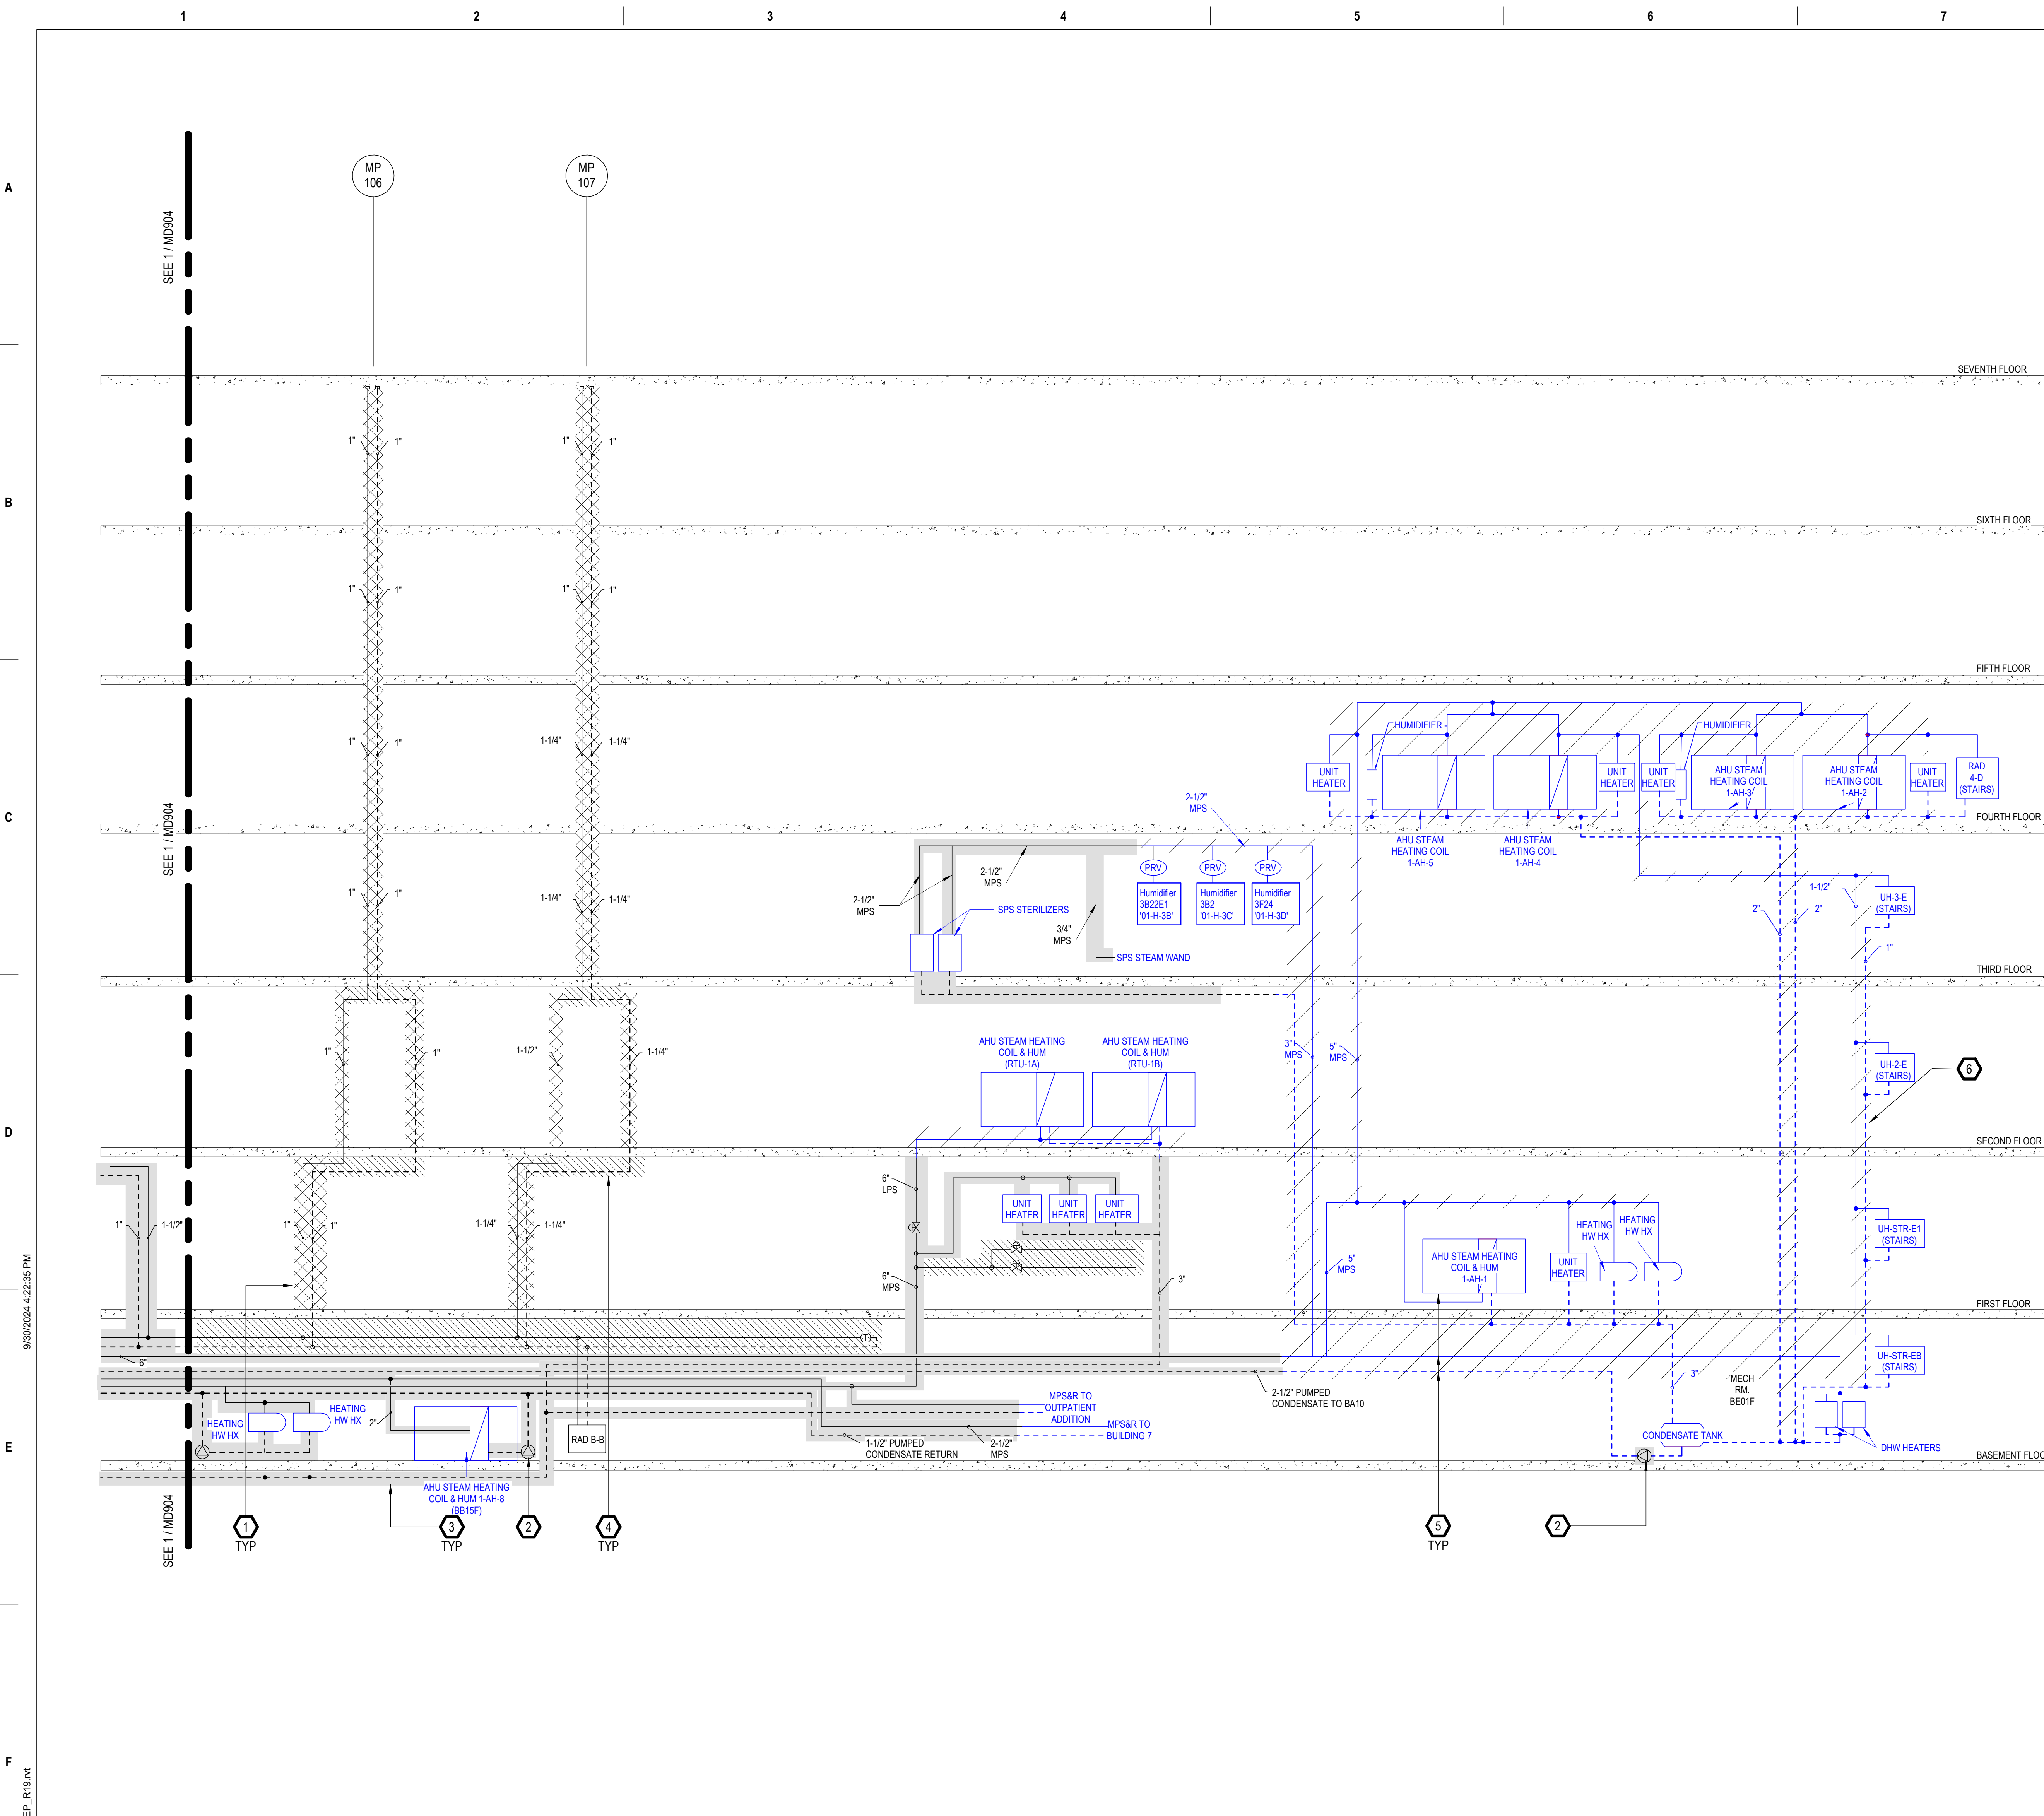 1
2
3
4
5
6
7
A
B
C
D
E
F
SEE 1 / MD904
MP
106
MP
107
SEVENTH FLOOR
1"
1"
1"
1"
SIXTH FLOOR
1"
1"
1"
1"
FIFTH FLOOR
1"
1"
1-1/4"
1-1/4"
HUMIDIFIER
HUMIDIFIER
UNIT
HEATER
UNIT
HEATER
UNIT
HEATER
AHU STEAM
HEATING COIL
1-AH-3
AHU STEAM
HEATING COIL
1-AH-2
UNIT
HEATER
RAD
4-D
(STAIRS)
2-1/2"
MPS
SEE 1 / MD904
FOURTH FLOOR
AHU STEAM
HEATING COIL
1-AH-5
AHU STEAM
HEATING COIL
1-AH-4
1"
1"
1-1/4"
1-1/4"
2-1/2"
MPS
2-1/2"
MPS
SPS STERILIZERS
3/4"
MPS
SPS STEAM WAND
PRV
PRV
PRV
Humidifier
3B22E1
'01-H-3B'
Humidifier
3B2
'01-H-3C'
Humidifier
3F24
'01-H-3D'
1-1/2"
2"
2"
UH-3-E
(STAIRS)
1"
THIRD FLOOR
1"
1"
1-1/2"
1-1/4"
AHU STEAM HEATING
COIL & HUM
(RTU-1A)
AHU STEAM HEATING
COIL & HUM
(RTU-1B)
3"
MPS
5"
MPS
UH-2-E
(STAIRS)
6
SECOND FLOOR
1"
1-1/2"
1"
1"
1-1/4"
1-1/4"
6"
LPS
UNIT
HEATER
UNIT
HEATER
UNIT
HEATER
6"
MPS
3"
5"
MPS
AHU STEAM HEATING
COIL & HUM
1-AH-1
UNIT
HEATER
HEATING
HW HX
HEATING
HW HX
UH-STR-E1
(STAIRS)
FIRST FLOOR
(T)
6"
2-1/2" PUMPED
CONDENSATE TO BA10
3"
MECH
RM.
BE01F
UH-STR-EB
(STAIRS)
HEATING
HW HX
HEATING
HW HX
2"
RAD B-B
MPS&R TO
OUTPATIENT
ADDITION
MPS&R TO
BUILDING 7
1-1/2" PUMPED
CONDENSATE RETURN
2-1/2"
MPS
CONDENSATE TANK
DHW HEATERS
BASEMENT FLOO
AHU STEAM HEATING
COIL & HUM 1-AH-8
(BB15F)
SEE 1 / MD904
1
TYP
3
TYP
2
4
TYP
5
TYP
2
9/30/2024 4:22:35 PM
EP_R19.rvt